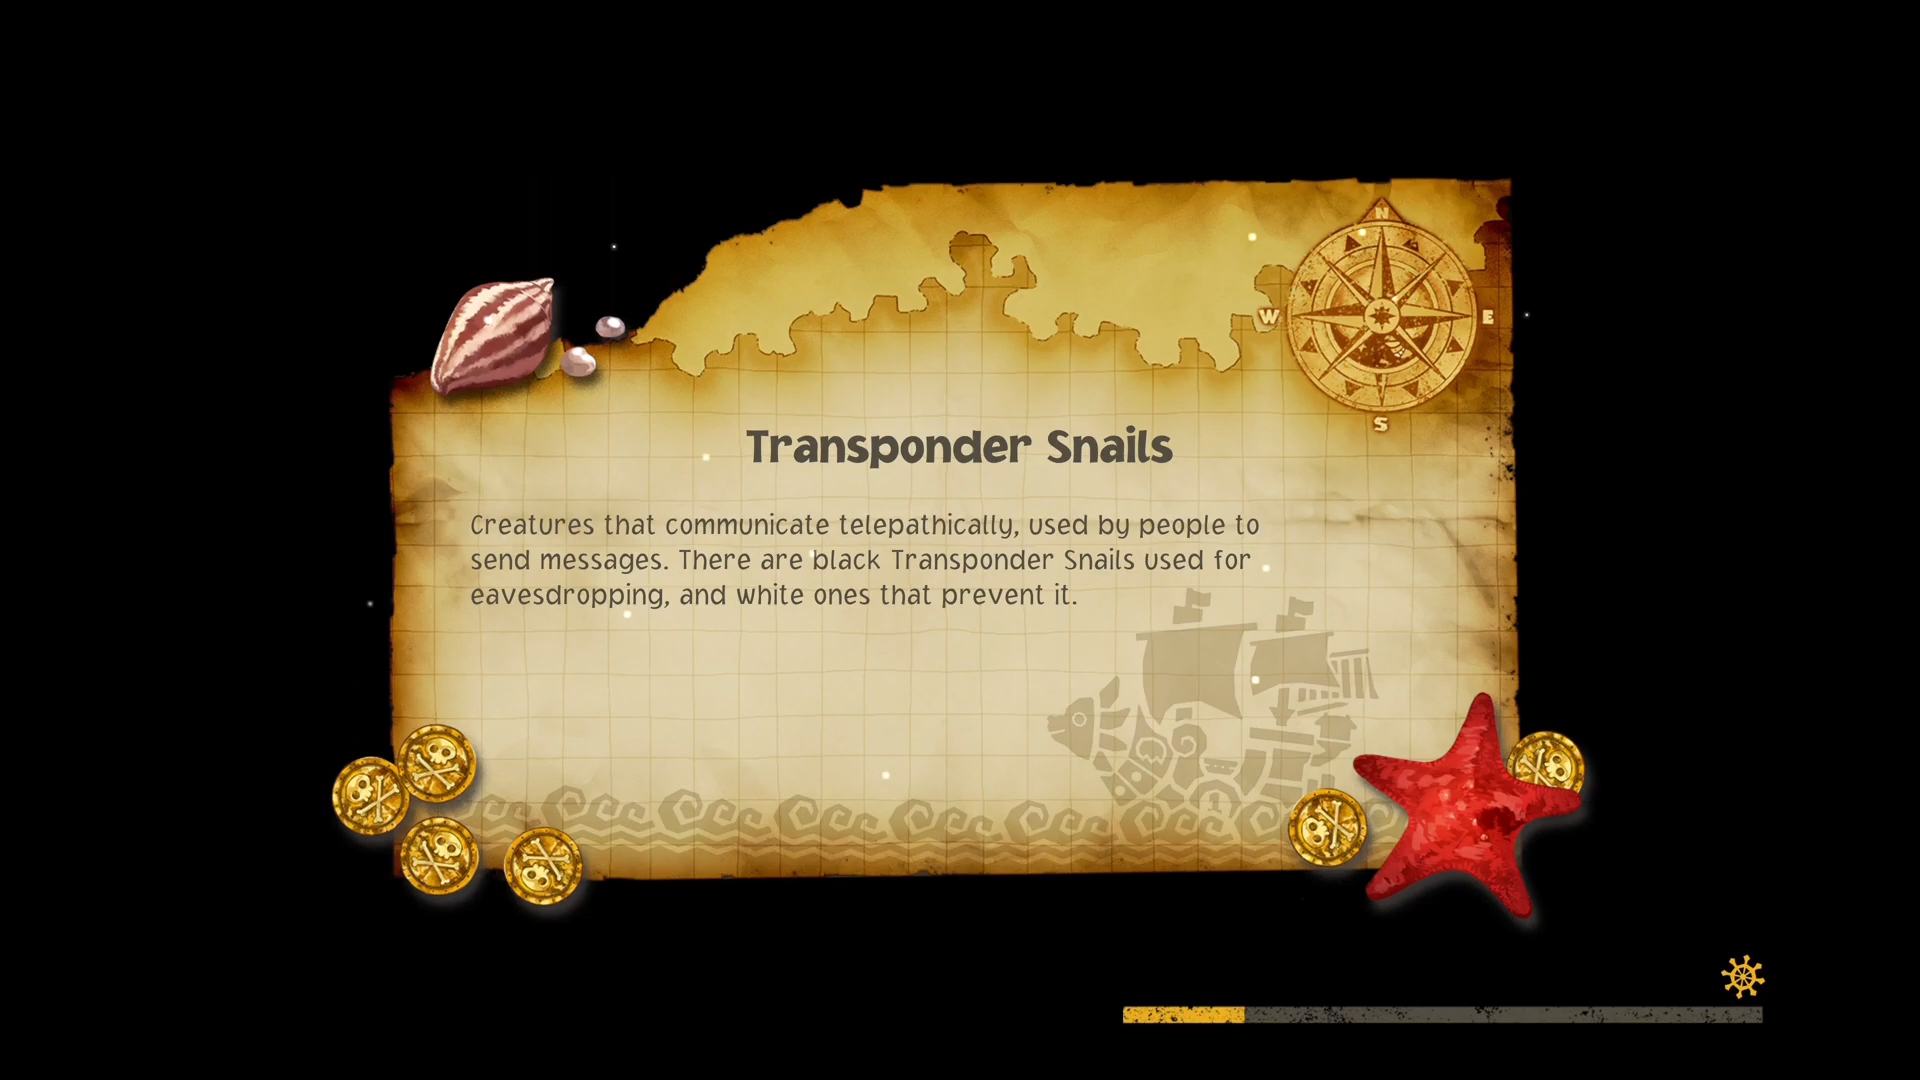 N
W
E
S
Transponder Snails
Creatures that communicate telepathically, used by people to
send messages. There are black Transponder Snails used for
eavesdropping, and white ones that prevent it.